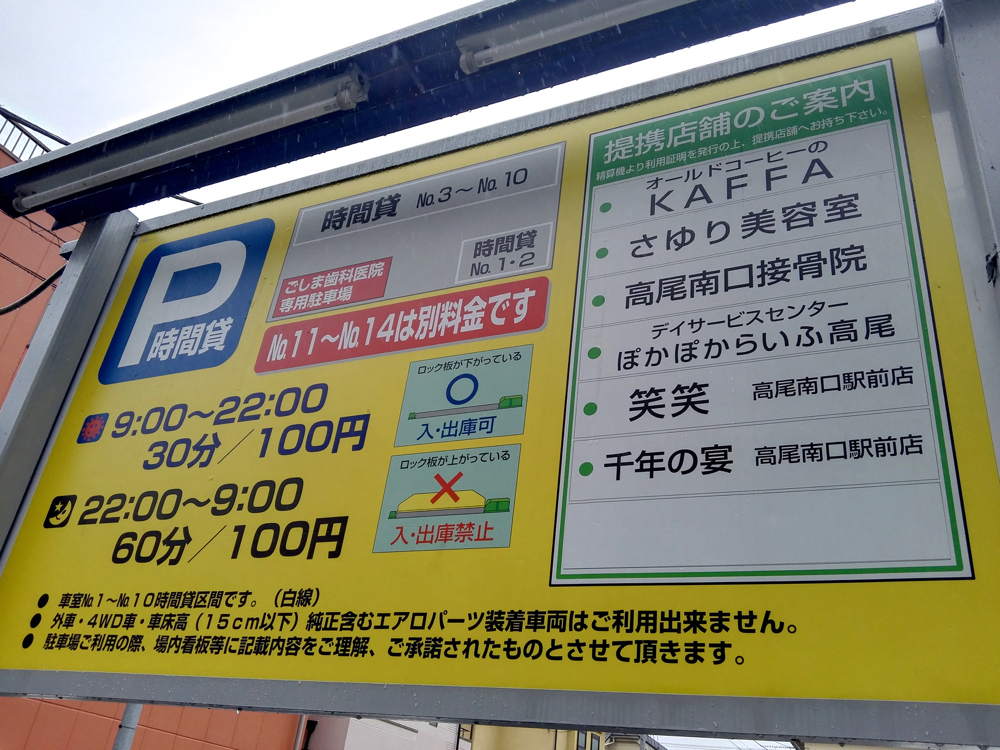 P
時間貸
時間貸 No.3～No.10
時間貸
No.1・2
ごしま歯科医院
専用駐車場
No.11～No.14は別料金です
9:00～22:00
30分／100円
22:00～9:00
60分／100円
ロック板が下がっている
入・出庫可
ロック板が上がっている
入・出庫禁止
提携店舗のご案内
精算機より利用証明を発行の上、提携店舗へお持ち下さい。
● オールドコーヒーの
KAFFA
● さゆり美容室
● 高尾南口接骨院
● デイサービスセンター
ぽかぽからいふ高尾
● 笑笑 高尾南口駅前店
● 千年の宴 高尾南口駅前店
● 車室No.1～No.10時間貸区間です。（白線）
● 外車・4WD車・車床高（15cm以下）純正含むエアロパーツ装着車両はご利用出来ません。
● 駐車場ご利用の際、場内看板等に記載内容をご理解、ご承諾されたものとさせて頂きます。